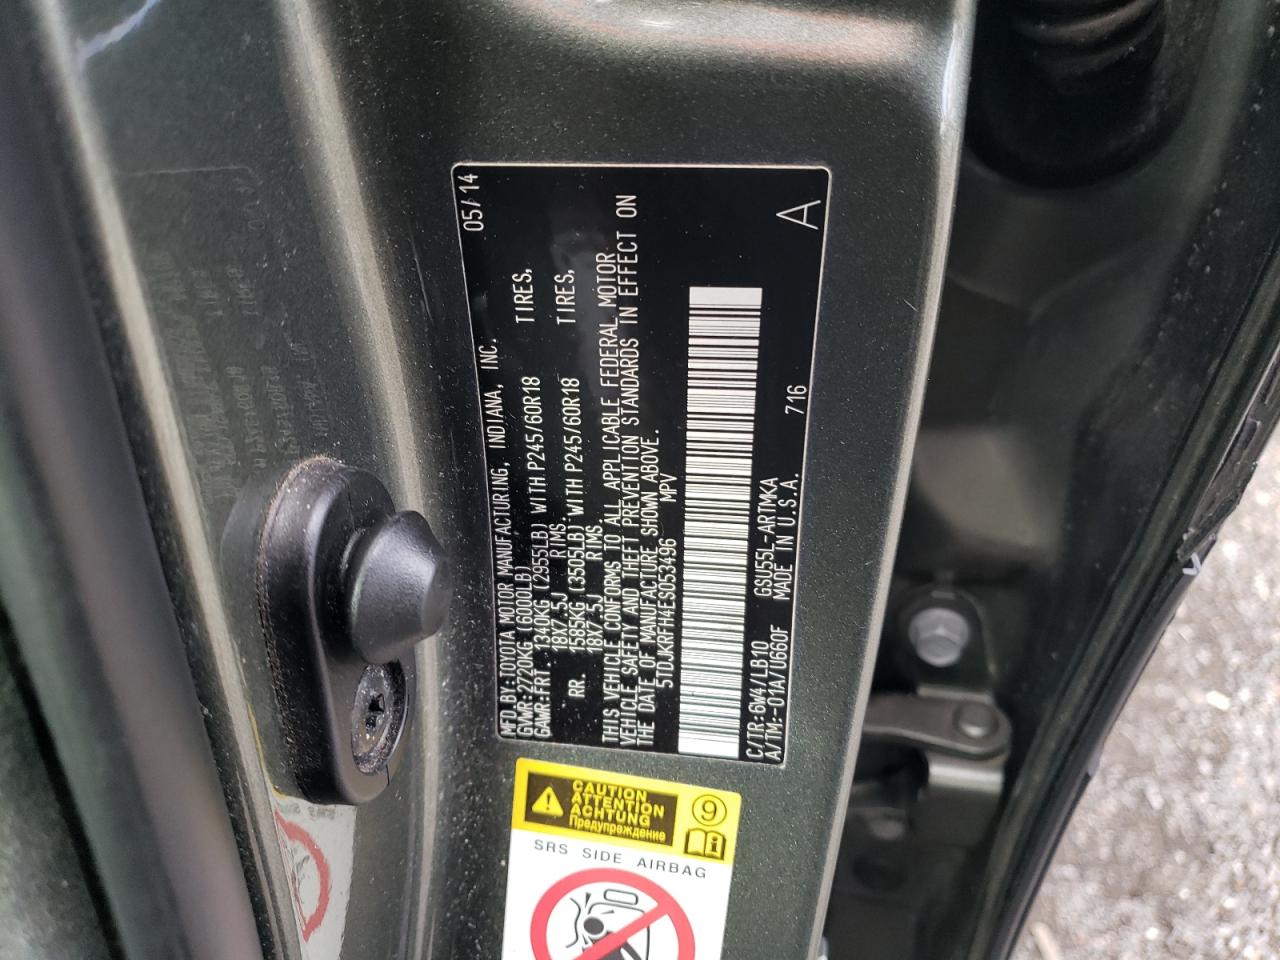 MFD.BY:TOYOTA MOTOR MANUFACTURING, INDIANA, INC. 05/14
GVWR:2720KG(6000LB)
GAWR:FRT. 1340KG (2955LB) WITH P245/60R18 TIRES,
18X7.5J RIMS.
RR. 1585KG (3505LB) WITH P245/60R18 TIRES,
18X7.5J RIMS.
THIS VEHICLE CONFORMS TO ALL APPLICABLE FEDERAL MOTOR
VEHICLE SAFETY AND THEFT PREVENTION STANDARDS IN EFFECT ON
THE DATE OF MANUFACTURE SHOWN ABOVE.
5TDJKRFH4ES053496 MPV
C/TR:6W4/LB10 GSU55L-ARTMKA
A/TM:-01A/U660F MADE IN U.S.A. 716 A
CAUTION
ATTENTION
ACHTUNG
Предупреждение
9
i
SRS SIDE AIRBAG